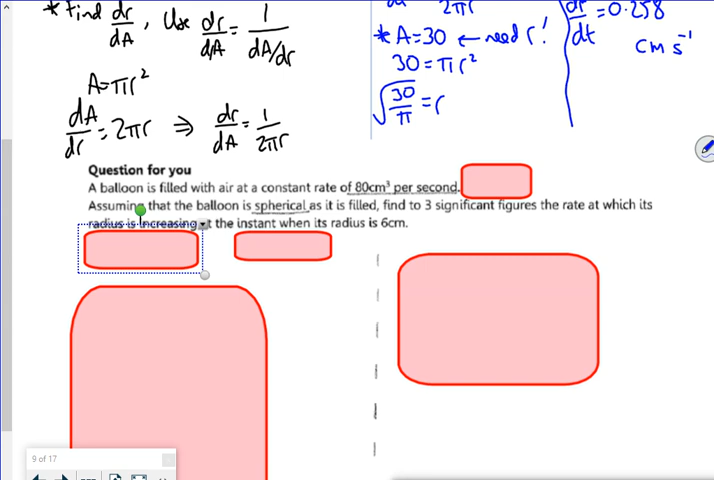 * Find dr/dA, Use dr/dA = 1/(dA/dr)
A = πr²
dA/dr = 2πr ⇒ dr/dA = 1/2πr
2πr
* A = 30 ← need r!
30 = πr²
√(30/π) = r
dr/dt = 0.258
cm s⁻¹
Question for you
A balloon is filled with air at a constant rate of 80cm³ per second.
Assuming that the balloon is spherical as it is filled, find to 3 significant figures the rate at which its
radius is increasing at the instant when its radius is 6cm.
9 of 17